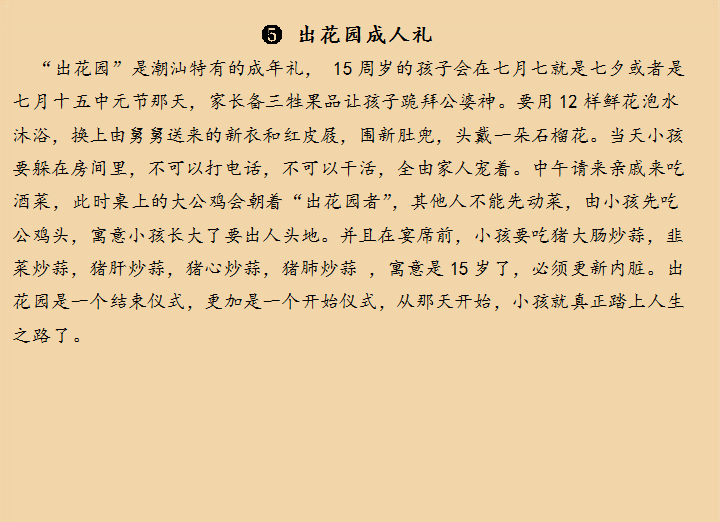 ❺ 出花园成人礼
“出花园”是潮汕特有的成年礼， 15 周岁的孩子会在七月七就是七夕或者是
七月十五中元节那天，家长备三牲果品让孩子跪拜公婆神。要用 12 样鲜花泡水
沐浴，换上由舅舅送来的新衣和红皮屐，围新肚兜，头戴一朵石榴花。当天小孩
要躲在房间里，不可以打电话，不可以干活，全由家人宠着。中午请来亲戚来吃
酒菜，此时桌上的大公鸡会朝着“出花园者”，其他人不能先动菜，由小孩先吃
公鸡头，寓意小孩长大了要出人头地。并且在宴席前，小孩要吃猪大肠炒蒜，韭
菜炒蒜，猪肝炒蒜，猪心炒蒜，猪肺炒蒜 ，寓意是 15 岁了，必须更新内脏。出
花园是一个结束仪式，更加是一个开始仪式，从那天开始，小孩就真正踏上人生
之路了。